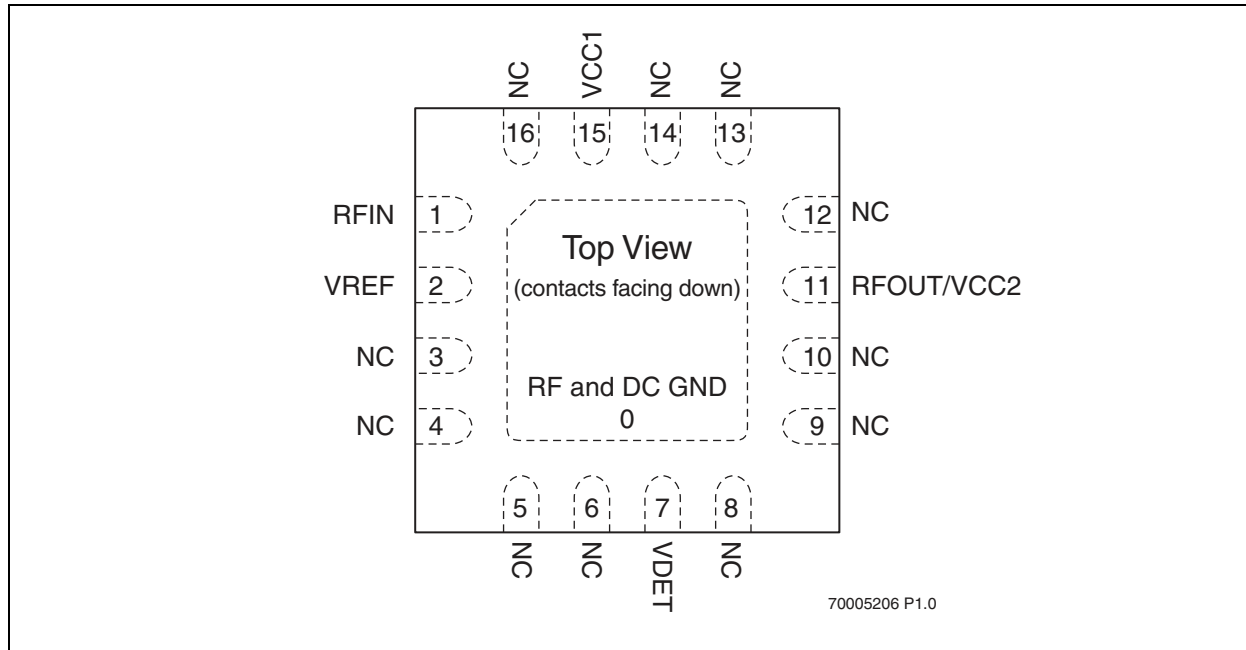 NC VCC1 NC NC
16 15 14 13
RFIN 1
VREF 2
NC 3
NC 4
Top View
(contacts facing down)
RF and DC GND
0
12 NC
11 RFOUT/VCC2
10 NC
9 NC
5 6 7 8
NC NC VDET NC
70005206 P1.0